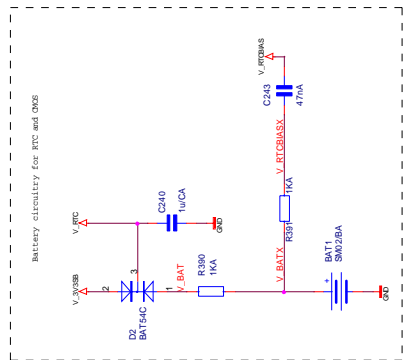 Battery circuitry for RTC and CMOS
V_RTCBIAS
C243
47nA
V_RTCBIASX
1KA
R391
V_RTC
C240
1u/CA
GND
3
V_3V3SB
2
1
D2
BAT54C
V_BAT
R390
1KA
V_BATX
BAT1
SM02/BA
+
GND